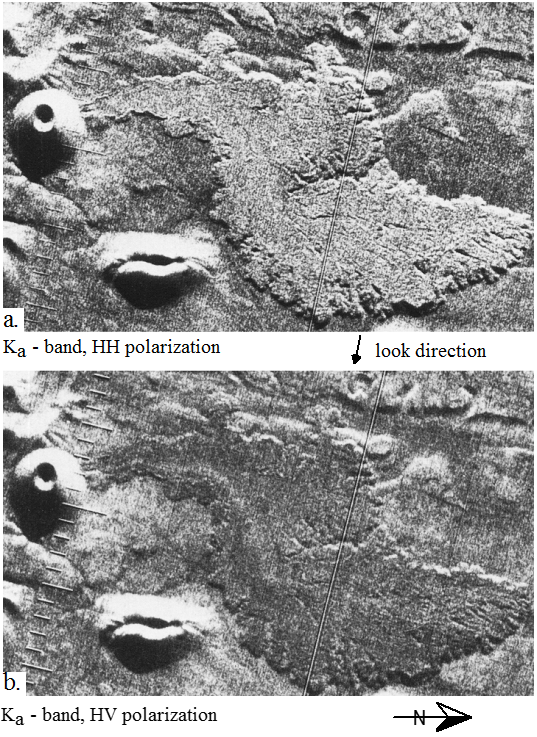 a.
Ka - band, HH polarization
look direction
b.
Ka - band, HV polarization
N